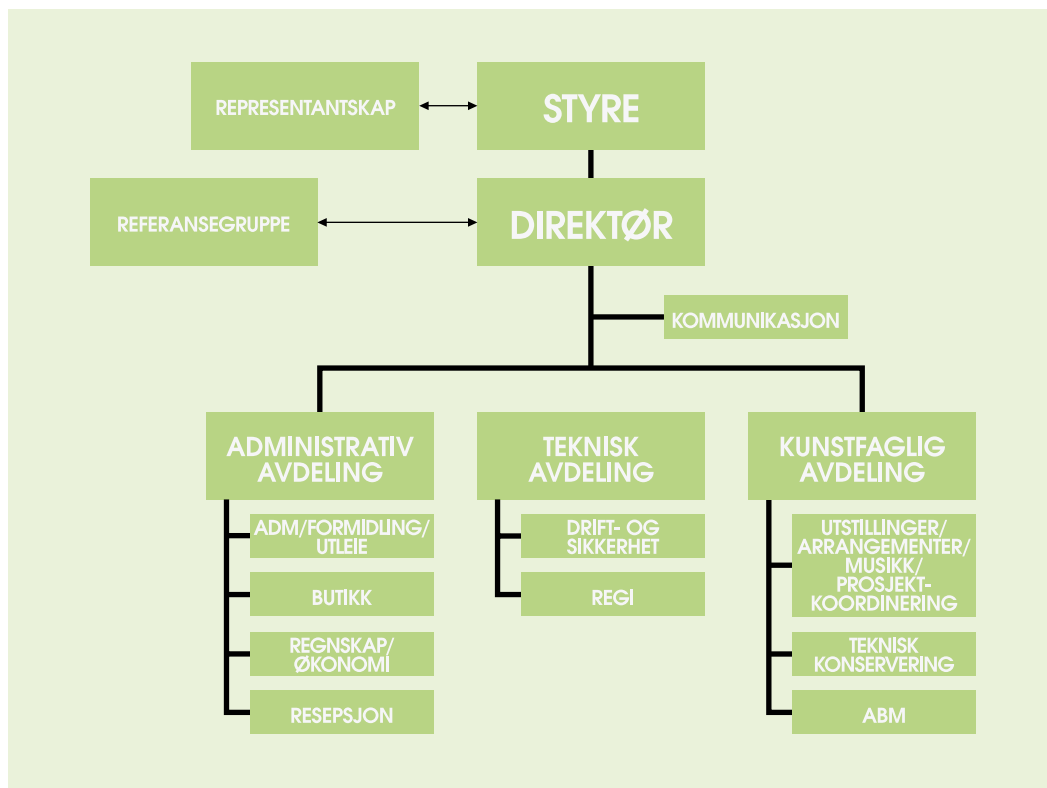 REPRESENTANTSKAP
STYRE
REFERANSEGRUPPE
DIREKTØR
KOMMUNIKASJON
ADMINISTRATIV
AVDELING
ADM/FORMIDLING/
UTLEIE
BUTIKK
REGNSKAP/
ØKONOMI
RESEPSJON
TEKNISK
AVDELING
DRIFT- OG
SIKKERHET
REGI
KUNSTFAGLIG
AVDELING
UTSTILLINGER/
ARRANGEMENTER/
MUSIKK/
PROSJEKT-
KOORDINERING
TEKNISK
KONSERVERING
ABM